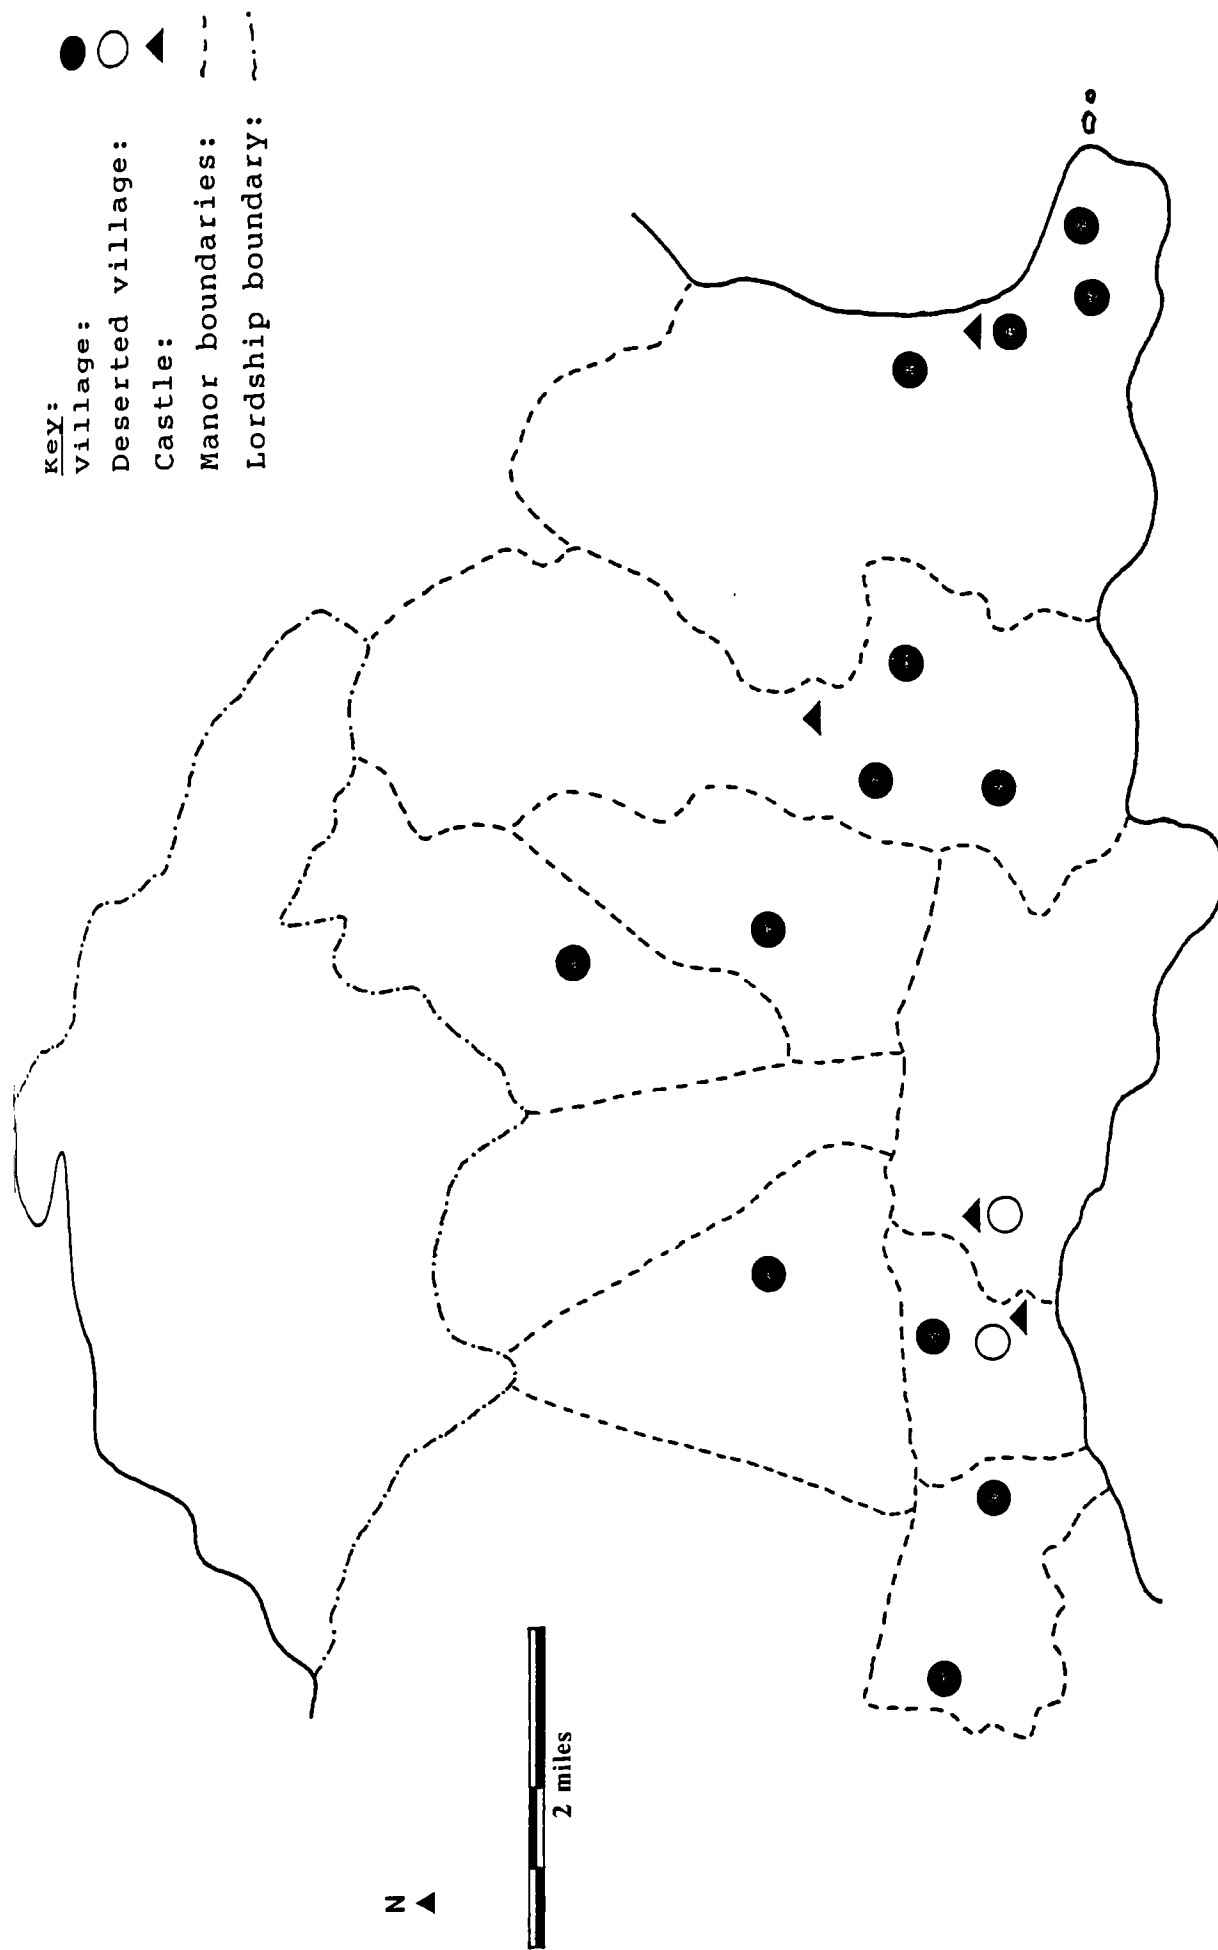 Key:
Village:
Deserted village:
Castle:
Manor boundaries:
Lordship boundary:
N
2 miles